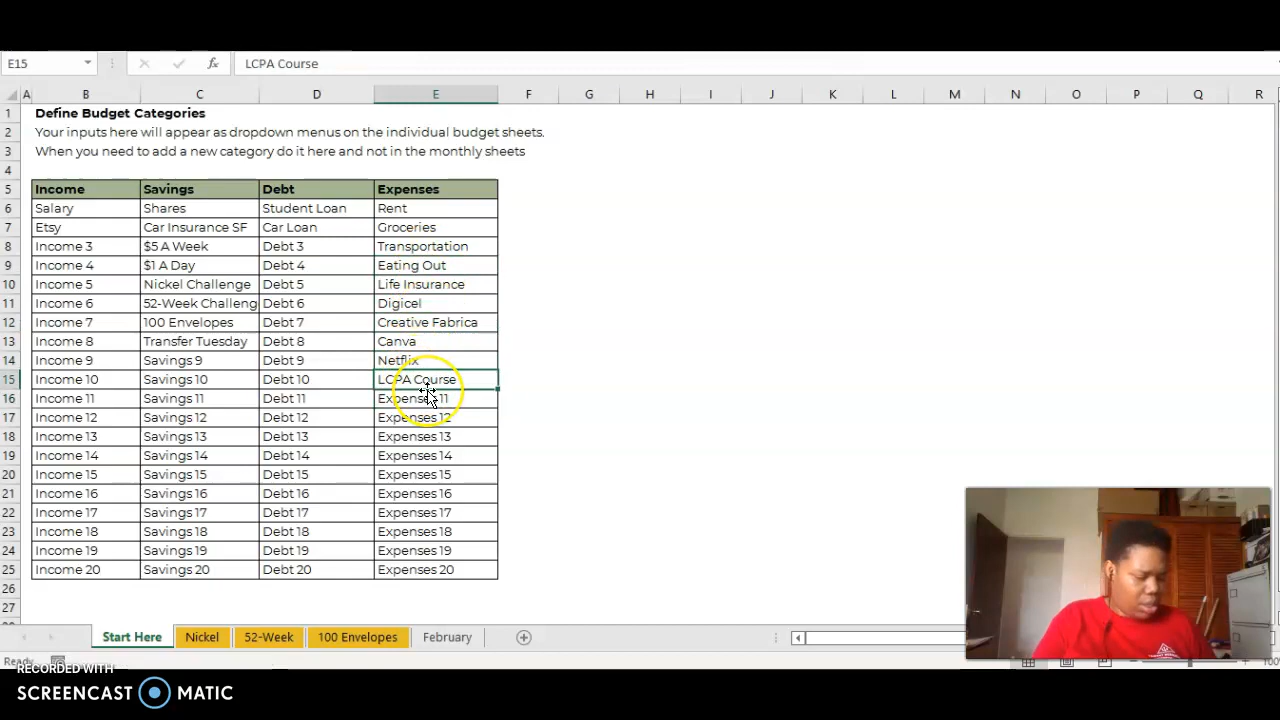 E15 fx LCPA Course
A B C D E F G H I J K L M N O P Q R
1 Define Budget Categories
2 Your inputs here will appear as dropdown menus on the individual budget sheets.
3 When you need to add a new category do it here and not in the monthly sheets
4
5 Income Savings Debt Expenses
6 Salary Shares Student Loan Rent
7 Etsy Car Insurance SF Car Loan Groceries
8 Income 3 $5 A Week Debt 3 Transportation
9 Income 4 $1 A Day Debt 4 Eating Out
10 Income 5 Nickel Challenge Debt 5 Life Insurance
11 Income 6 52-Week Challeng Debt 6 Digicel
12 Income 7 100 Envelopes Debt 7 Creative Fabrica
13 Income 8 Transfer Tuesday Debt 8 Canva
14 Income 9 Savings 9 Debt 9 Netflix
15 Income 10 Savings 10 Debt 10 LCPA Course
16 Income 11 Savings 11 Debt 11 Expenses 11
17 Income 12 Savings 12 Debt 12 Expenses 12
18 Income 13 Savings 13 Debt 13 Expenses 13
19 Income 14 Savings 14 Debt 14 Expenses 14
20 Income 15 Savings 15 Debt 15 Expenses 15
21 Income 16 Savings 16 Debt 16 Expenses 16
22 Income 17 Savings 17 Debt 17 Expenses 17
23 Income 18 Savings 18 Debt 18 Expenses 18
24 Income 19 Savings 19 Debt 19 Expenses 19
25 Income 20 Savings 20 Debt 20 Expenses 20
26
27
Start Here Nickel 52-Week 100 Envelopes February
RECORDED WITH
SCREENCAST MATIC